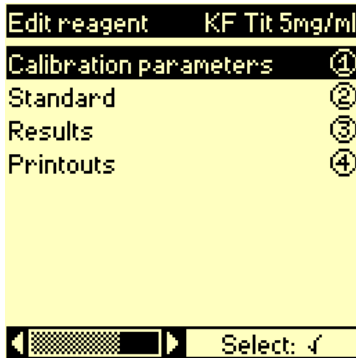 Edit reagent KF Tit 5mg/ml
Calibration parameters ①
Standard ②
Results ③
Printouts ④
Select: √